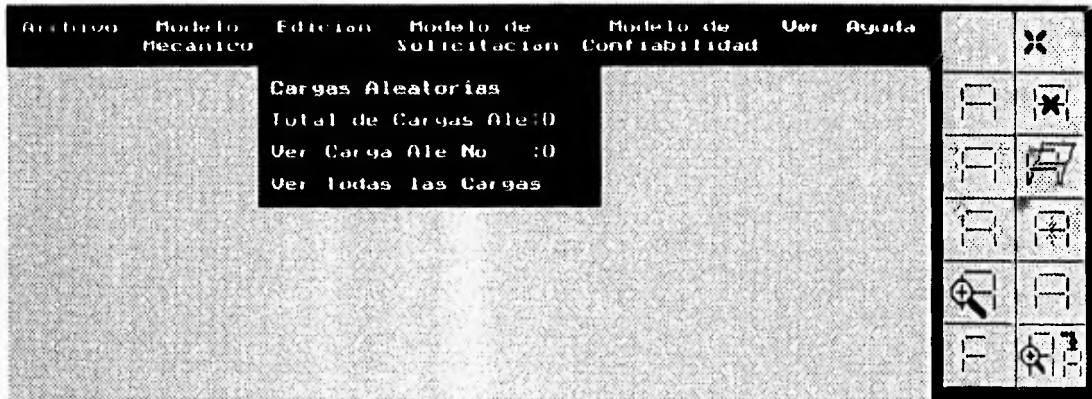 Archivo Modelo Edicion Modelo de Modelo de Ver Ayuda
Mecánico Solicitacion Confiabilidad
Cargas Aleatorias
Total de Cargas Ale:0
Ver Carga Ale No :0
Ver Todas las Cargas